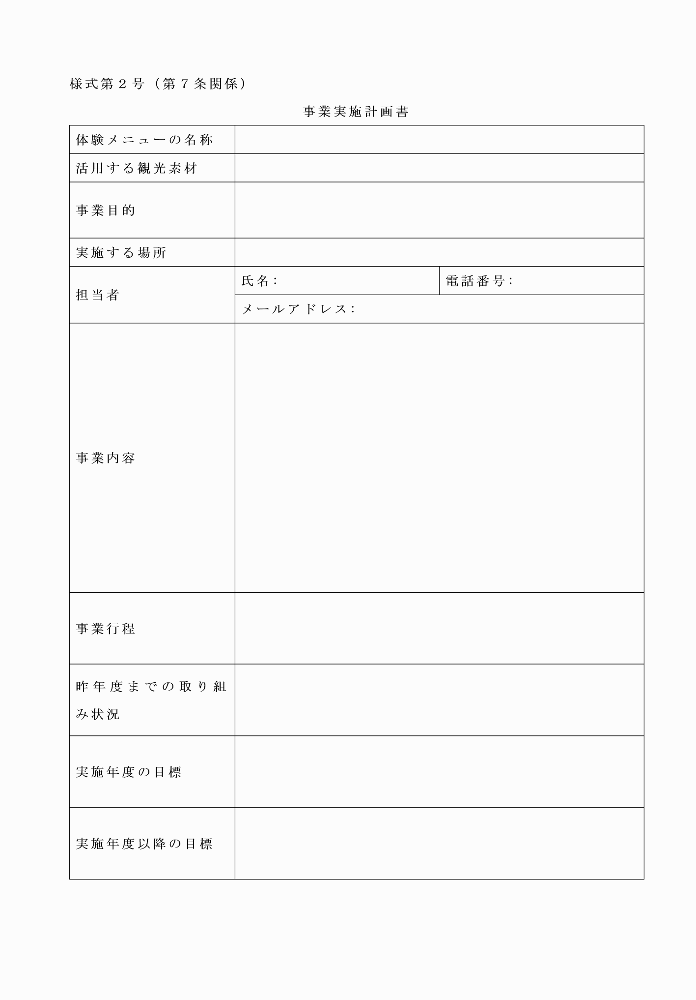 様式第２号（第７条関係）
事業実施計画書
体験メニューの名称
活用する観光素材
事業目的
実施する場所
担当者
氏名：
電話番号：
メールアドレス：
事業内容
事業行程
昨年度までの取り組
み状況
実施年度の目標
実施年度以降の目標